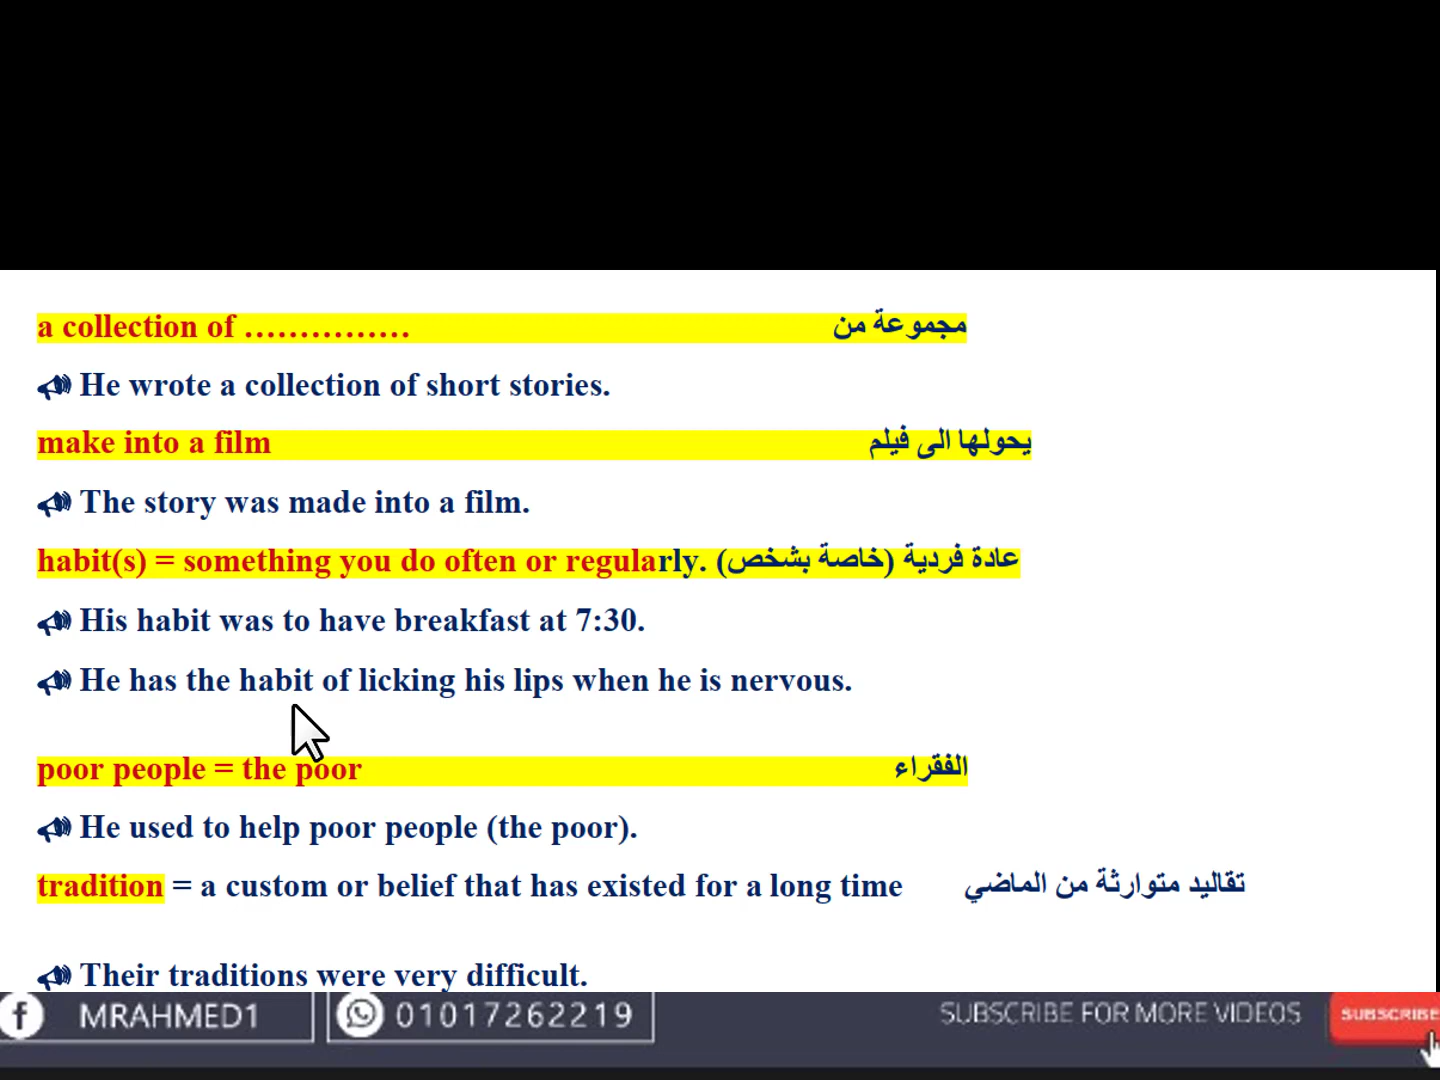 a collection of …………… مجموعة من
He wrote a collection of short stories.
make into a film يحولها الى فيلم
The story was made into a film.
habit(s) = something you do often or regularly. عادة فردية (خاصة بشخص)
His habit was to have breakfast at 7:30.
He has the habit of licking his lips when he is nervous.
poor people = the poor الفقراء
He used to help poor people (the poor).
tradition = a custom or belief that has existed for a long time تقاليد متوارثة من الماضي
Their traditions were very difficult.
f MRAHMED1 01017262219 SUBSCRIBE FOR MORE VIDEOS SUBSCRIBE